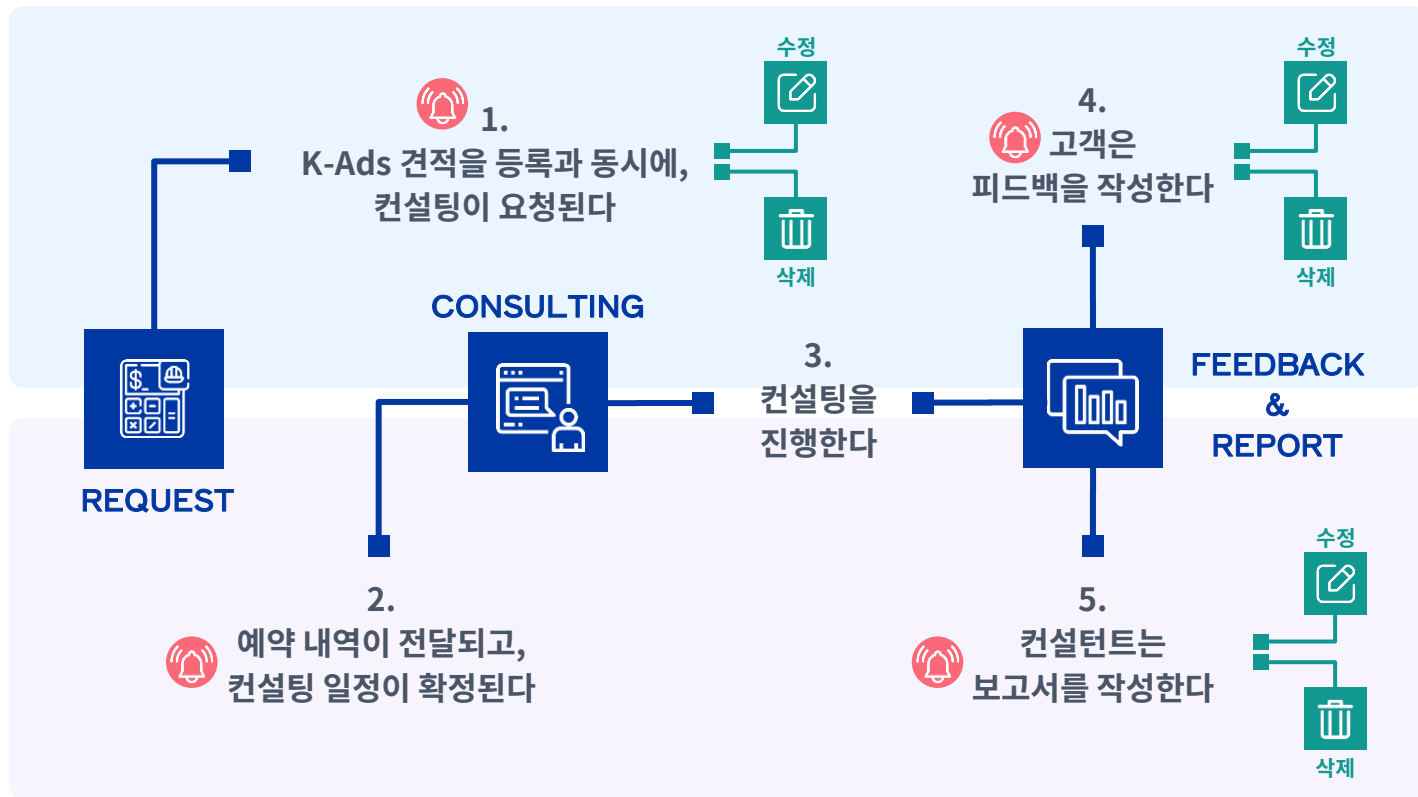 1.
K-Ads 견적을 등록과 동시에,
컨설팅이 요청된다
수정
삭제
REQUEST
$_
2.
예약 내역이 전달되고,
컨설팅 일정이 확정된다
CONSULTING
3.
컨설팅을
진행한다
4.
고객은
피드백을 작성한다
수정
삭제
FEEDBACK
&
REPORT
5.
컨설턴트는
보고서를 작성한다
수정
삭제